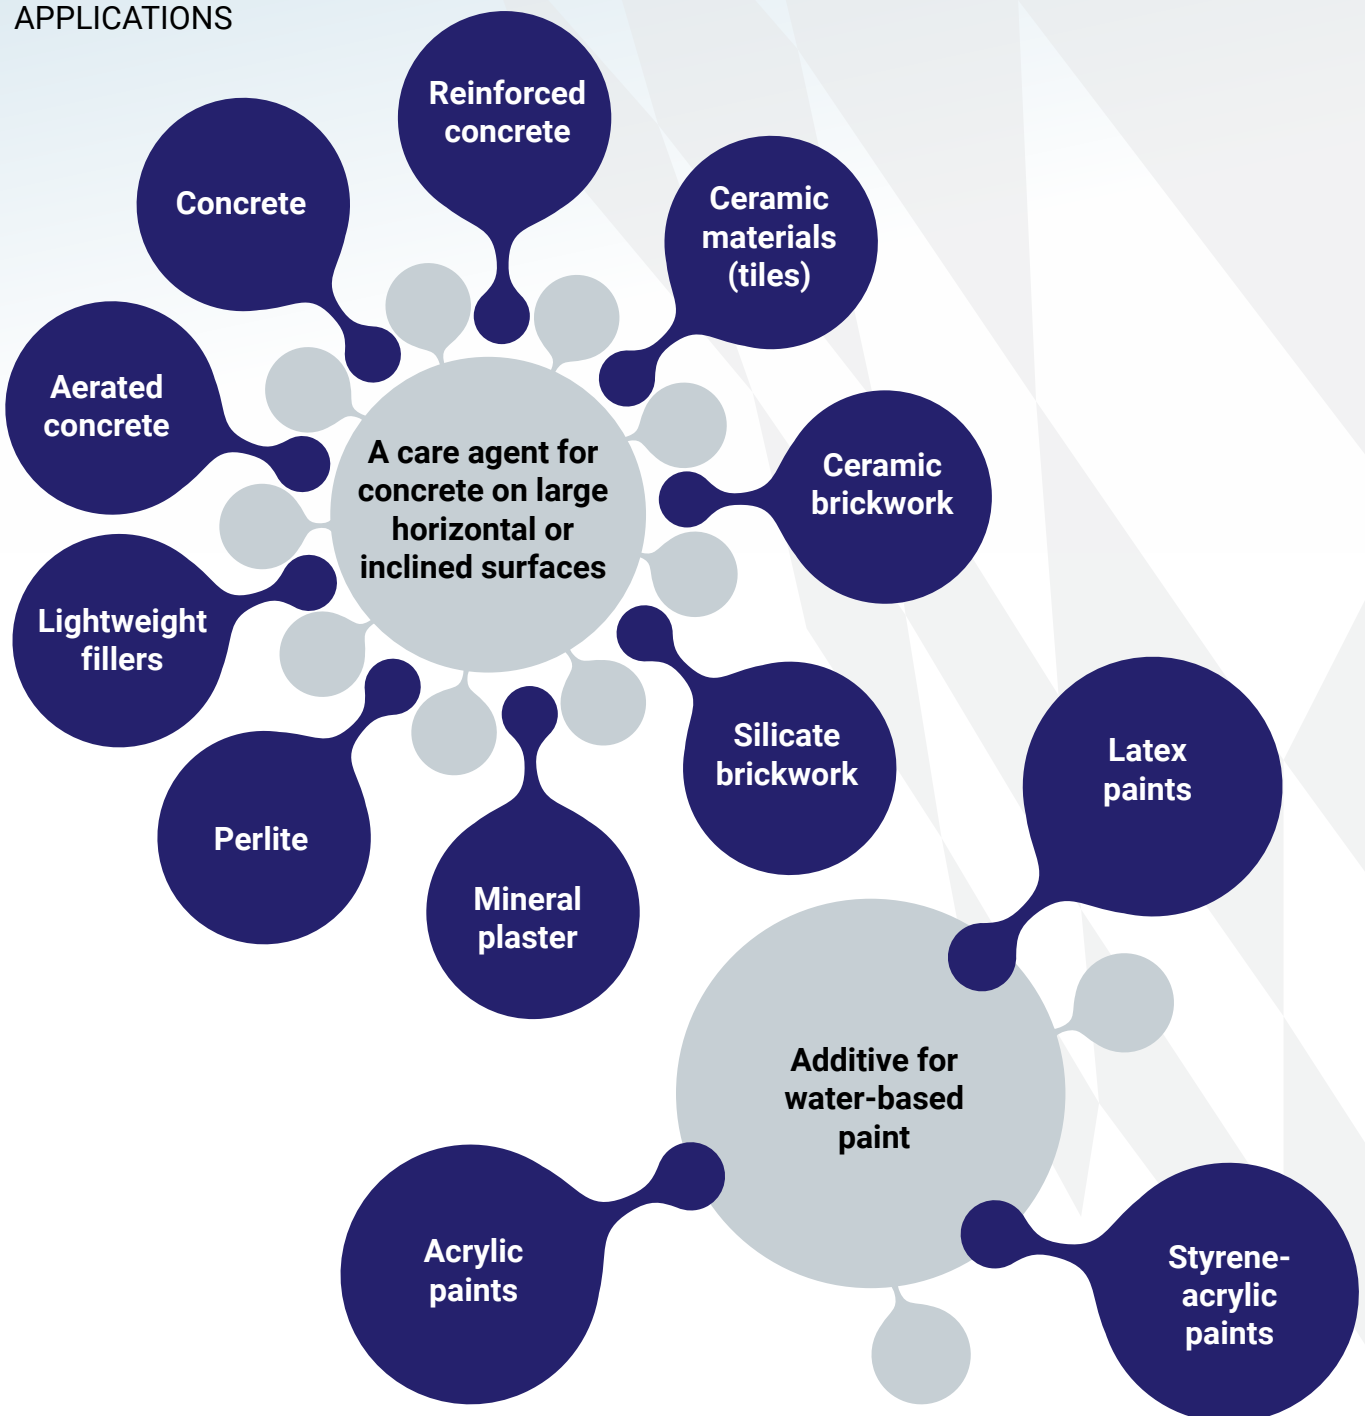 APPLICATIONS
Reinforced
concrete
Concrete
Ceramic
materials
(tiles)
Aerated
concrete
A care agent for
concrete on large
horizontal or
inclined surfaces
Ceramic
brickwork
Lightweight
fillers
Silicate
brickwork
Latex
paints
Perlite
Mineral
plaster
Additive for
water-based
paint
Acrylic
paints
Styrene-
acrylic
paints